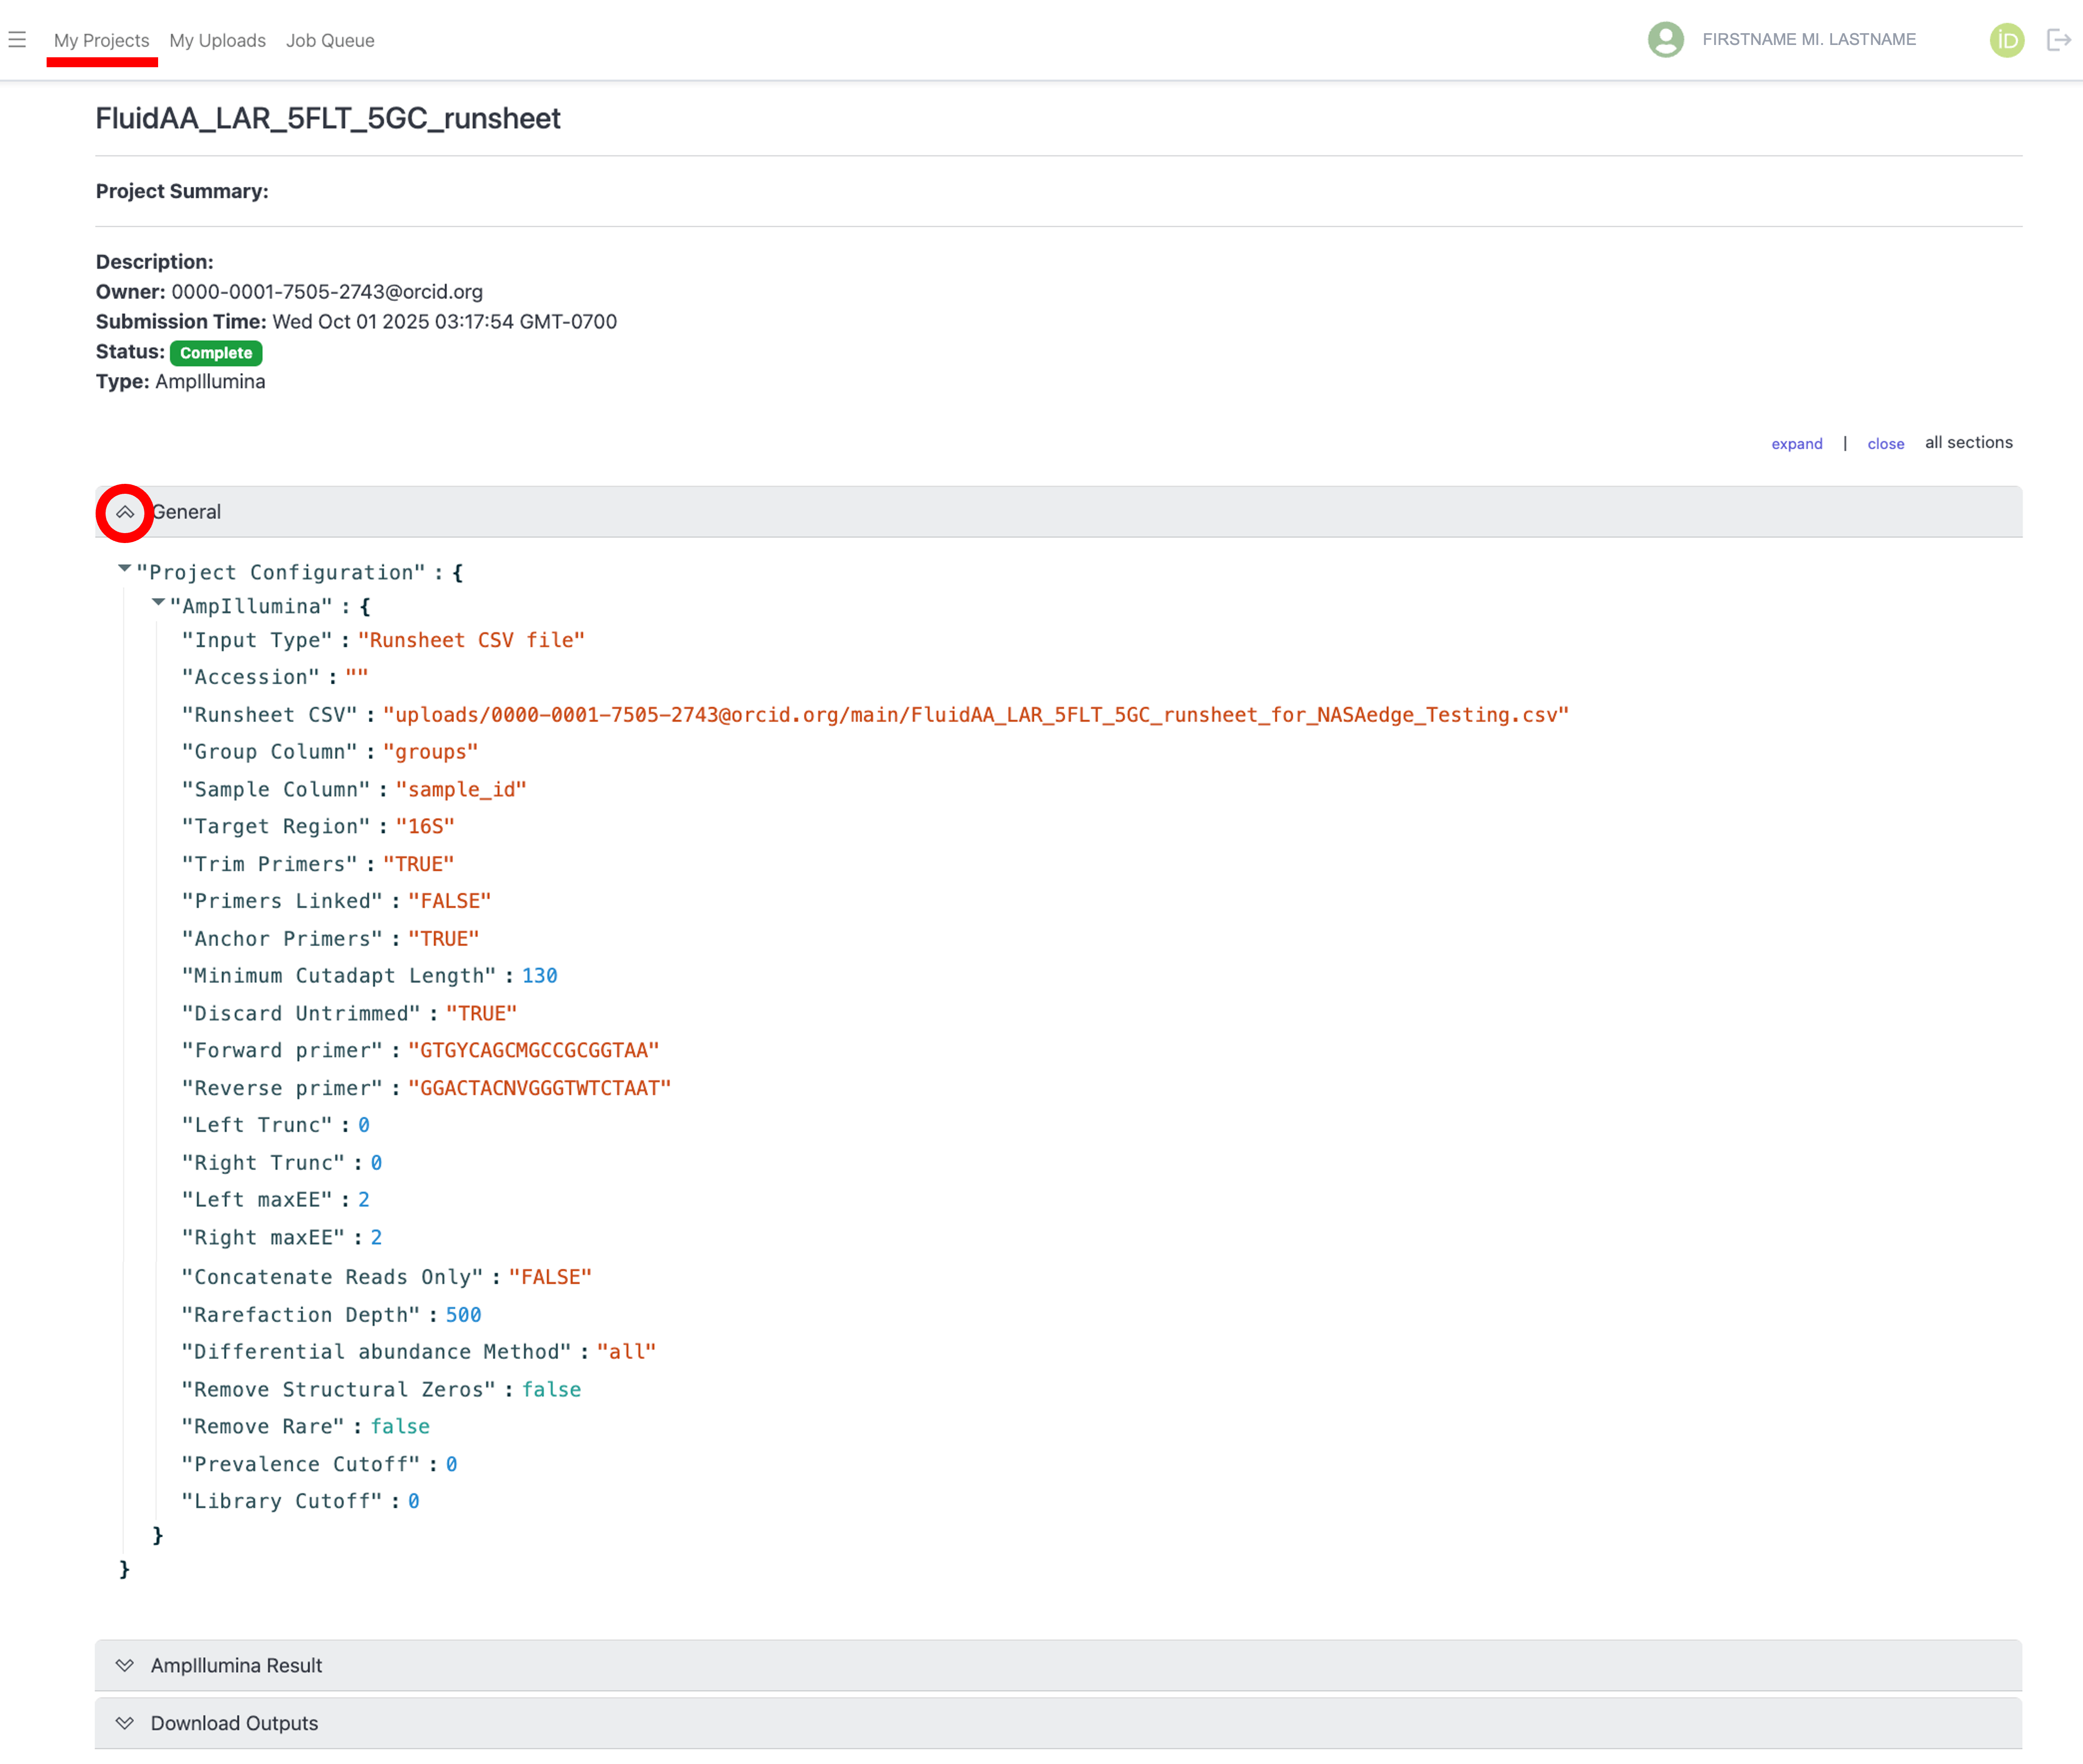 My Projects My Uploads Job Queue FIRSTNAME MI. LASTNAME iD
FluidAA_LAR_5FLT_5GC_runsheet
Project Summary:
Description:
Owner: 0000-0001-7505-2743@orcid.org
Submission Time: Wed Oct 01 2025 03:17:54 GMT-0700
Status: Complete
Type: AmpIllumina
expand | close all sections
General
"Project Configuration" : {
"AmpIllumina" : {
"Input Type" : "Runsheet CSV file"
"Accession" : ""
"Runsheet CSV" : "uploads/0000-0001-7505-2743@orcid.org/main/FluidAA_LAR_5FLT_5GC_runsheet_for_NASAedge_Testing.csv"
"Group Column" : "groups"
"Sample Column" : "sample_id"
"Target Region" : "16S"
"Trim Primers" : "TRUE"
"Primers Linked" : "FALSE"
"Anchor Primers" : "TRUE"
"Minimum Cutadapt Length" : 130
"Discard Untrimmed" : "TRUE"
"Forward primer" : "GTGYCAGCMGCCGCGGTAA"
"Reverse primer" : "GGACTACNVGGGTWTCTAAT"
"Left Trunc" : 0
"Right Trunc" : 0
"Left maxEE" : 2
"Right maxEE" : 2
"Concatenate Reads Only" : "FALSE"
"Rarefaction Depth" : 500
"Differential abundance Method" : "all"
"Remove Structural Zeros" : false
"Remove Rare" : false
"Prevalence Cutoff" : 0
"Library Cutoff" : 0
}
}
AmpIllumina Result
Download Outputs